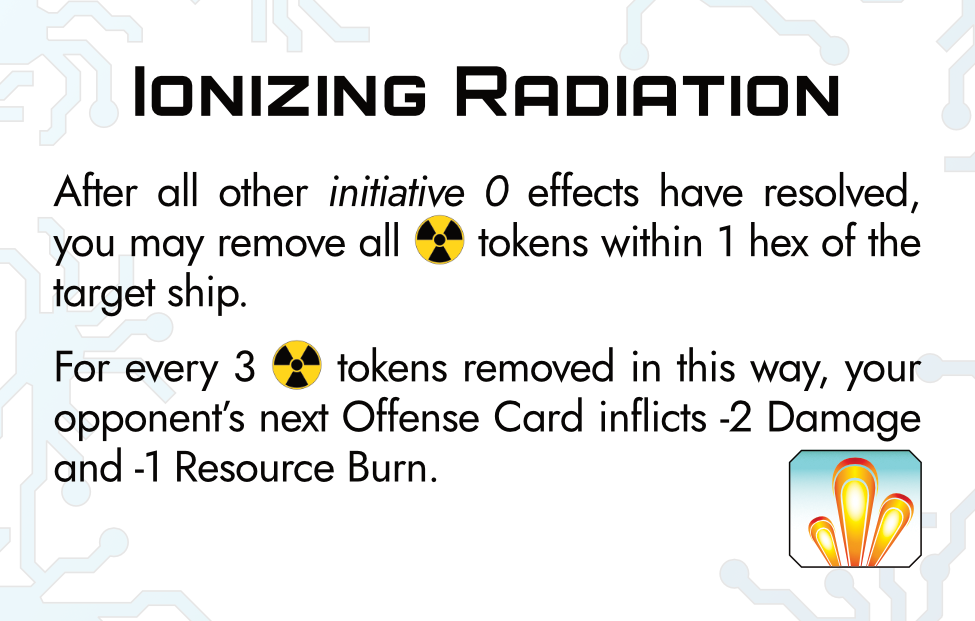 Ionizing Radiation
After all other initiative 0 effects have resolved,
you may remove all tokens within 1 hex of the
target ship.
For every 3 tokens removed in this way, your
opponent’s next Offense Card inflicts -2 Damage
and -1 Resource Burn.